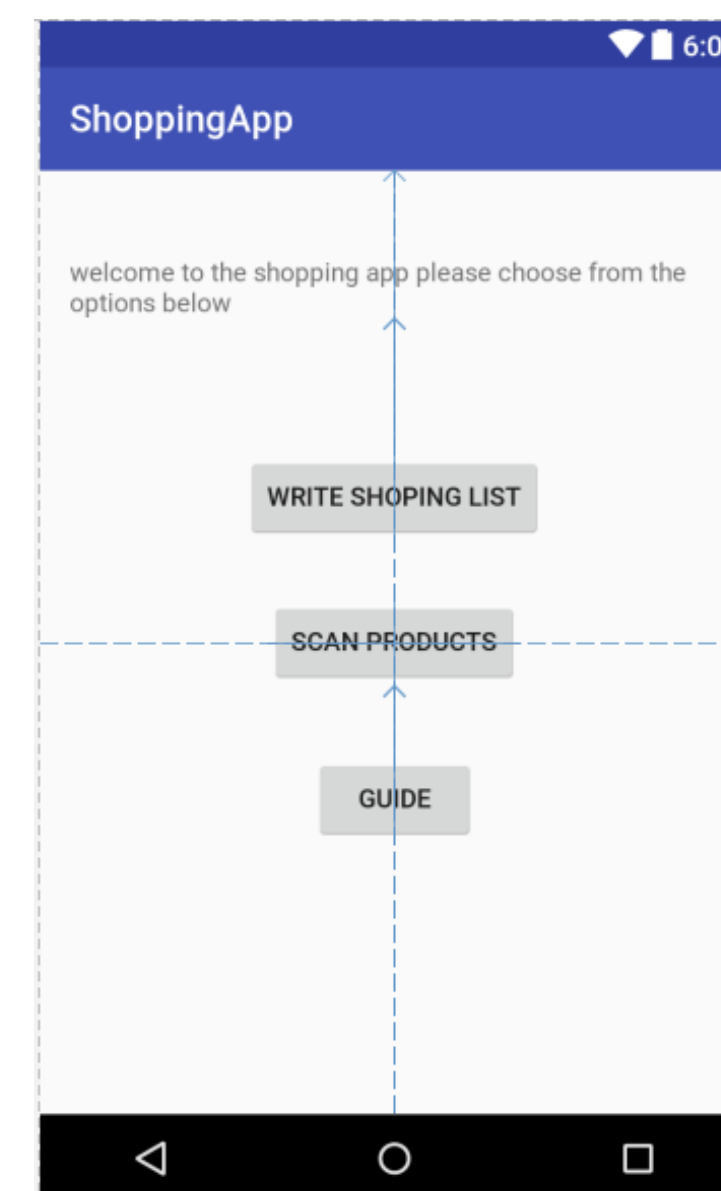 6:0
ShoppingApp
welcome to the shopping app please choose from the
options below
WRITE SHOPING LIST
SCAN PRODUCTS
GUIDE